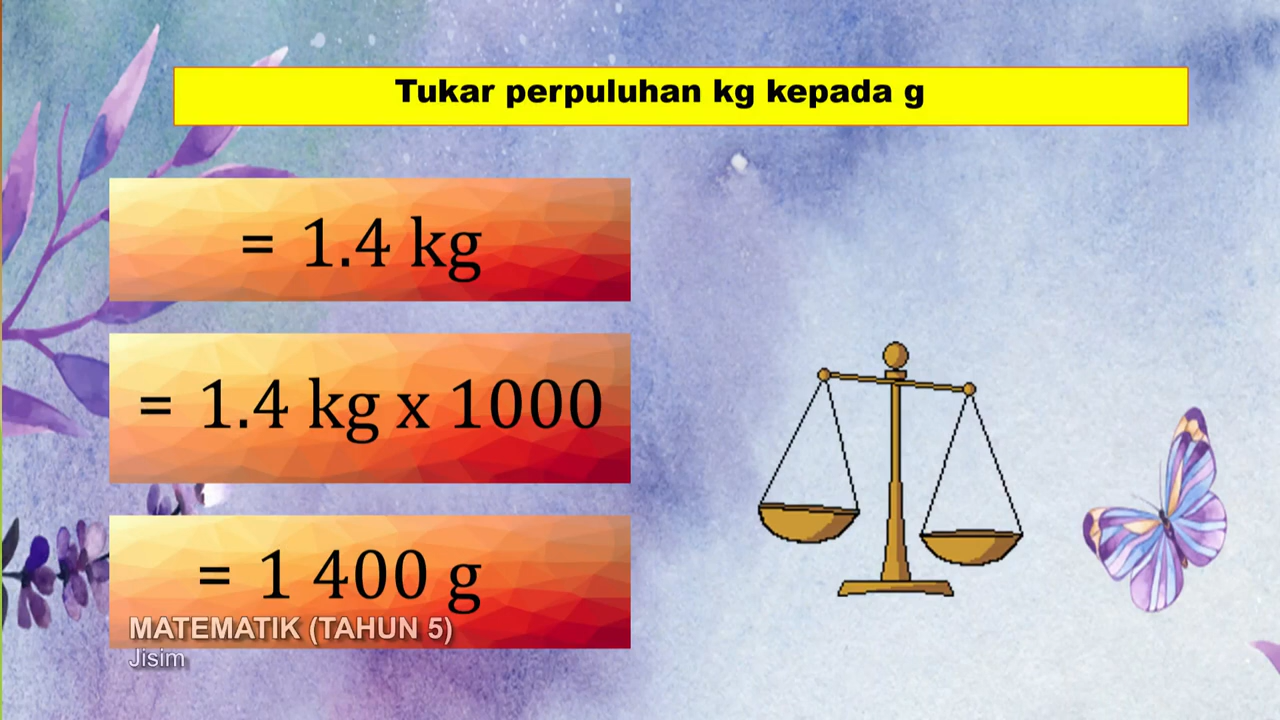 Tukar perpuluhan kg kepada g
= 1.4 kg
= 1.4 kg x 1000
= 1 400 g
MATEMATIK (TAHUN 5)
Jisim